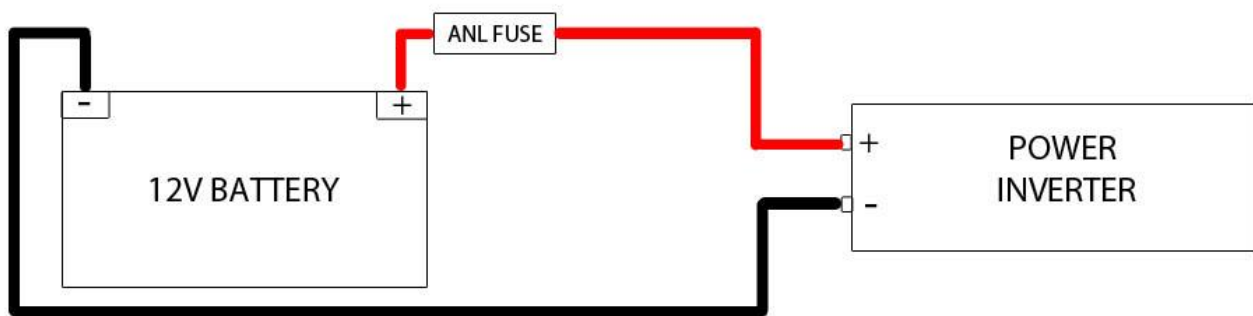 ANL FUSE
-
+
12V BATTERY
+
-
POWER
INVERTER